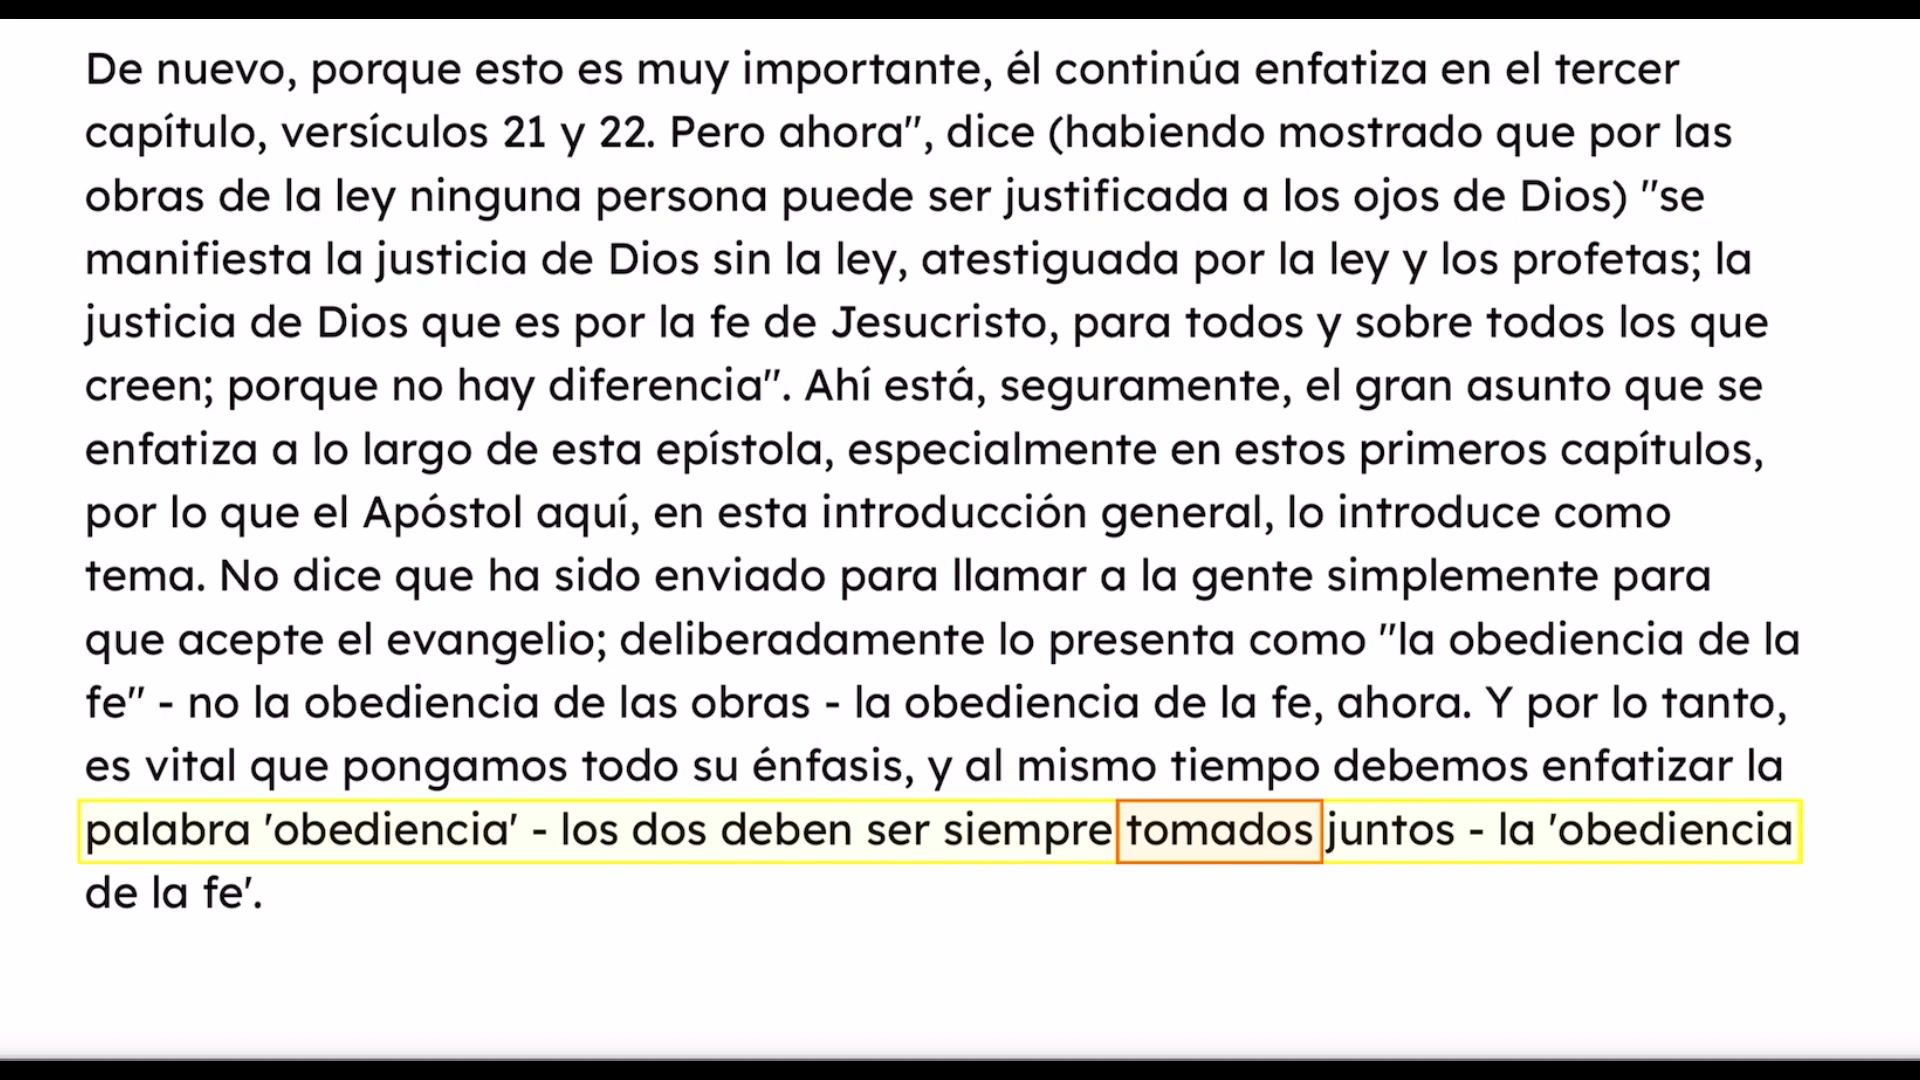 De nuevo, porque esto es muy importante, él continúa enfatiza en el tercer
capítulo, versículos 21 y 22. Pero ahora", dice (habiendo mostrado que por las
obras de la ley ninguna persona puede ser justificada a los ojos de Dios) "se
manifiesta la justicia de Dios sin la ley, atestiguada por la ley y los profetas; la
justicia de Dios que es por la fe de Jesucristo, para todos y sobre todos los que
creen; porque no hay diferencia". Ahí está, seguramente, el gran asunto que se
enfatiza a lo largo de esta epístola, especialmente en estos primeros capítulos,
por lo que el Apóstol aquí, en esta introducción general, lo introduce como
tema. No dice que ha sido enviado para llamar a la gente simplemente para
que acepte el evangelio; deliberadamente lo presenta como "la obediencia de la
fe" - no la obediencia de las obras - la obediencia de la fe, ahora. Y por lo tanto,
es vital que pongamos todo su énfasis, y al mismo tiempo debemos enfatizar la
palabra 'obediencia' - los dos deben ser siempre tomados juntos - la 'obediencia
de la fe'.